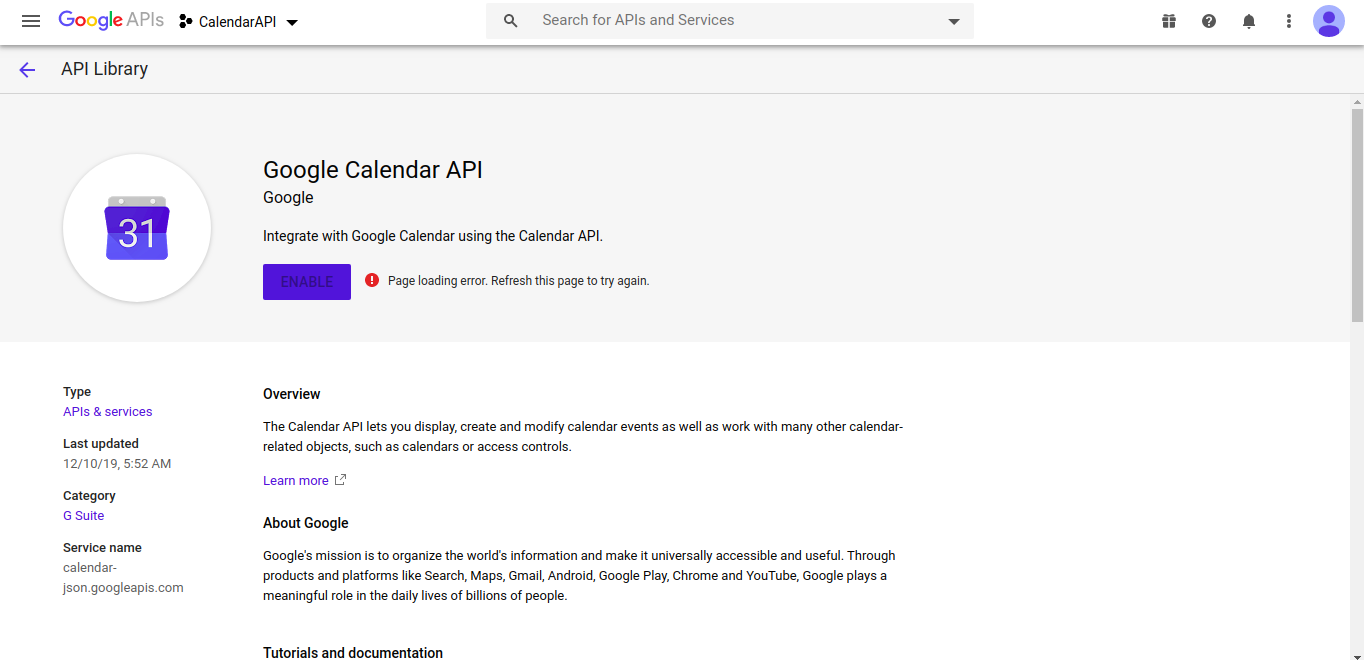 Google APIs
CalendarAPI
Search for APIs and Services
API Library
31
Google Calendar API
Google
Integrate with Google Calendar using the Calendar API.
ENABLE
Page loading error. Refresh this page to try again.
Type
APIs & services
Last updated
12/10/19, 5:52 AM
Category
G Suite
Service name
calendar-
json.googleapis.com
Overview
The Calendar API lets you display, create and modify calendar events as well as work with many other calendar-
related objects, such as calendars or access controls.
Learn more
About Google
Google's mission is to organize the world's information and make it universally accessible and useful. Through
products and platforms like Search, Maps, Gmail, Android, Google Play, Chrome and YouTube, Google plays a
meaningful role in the daily lives of billions of people.
Tutorials and documentation